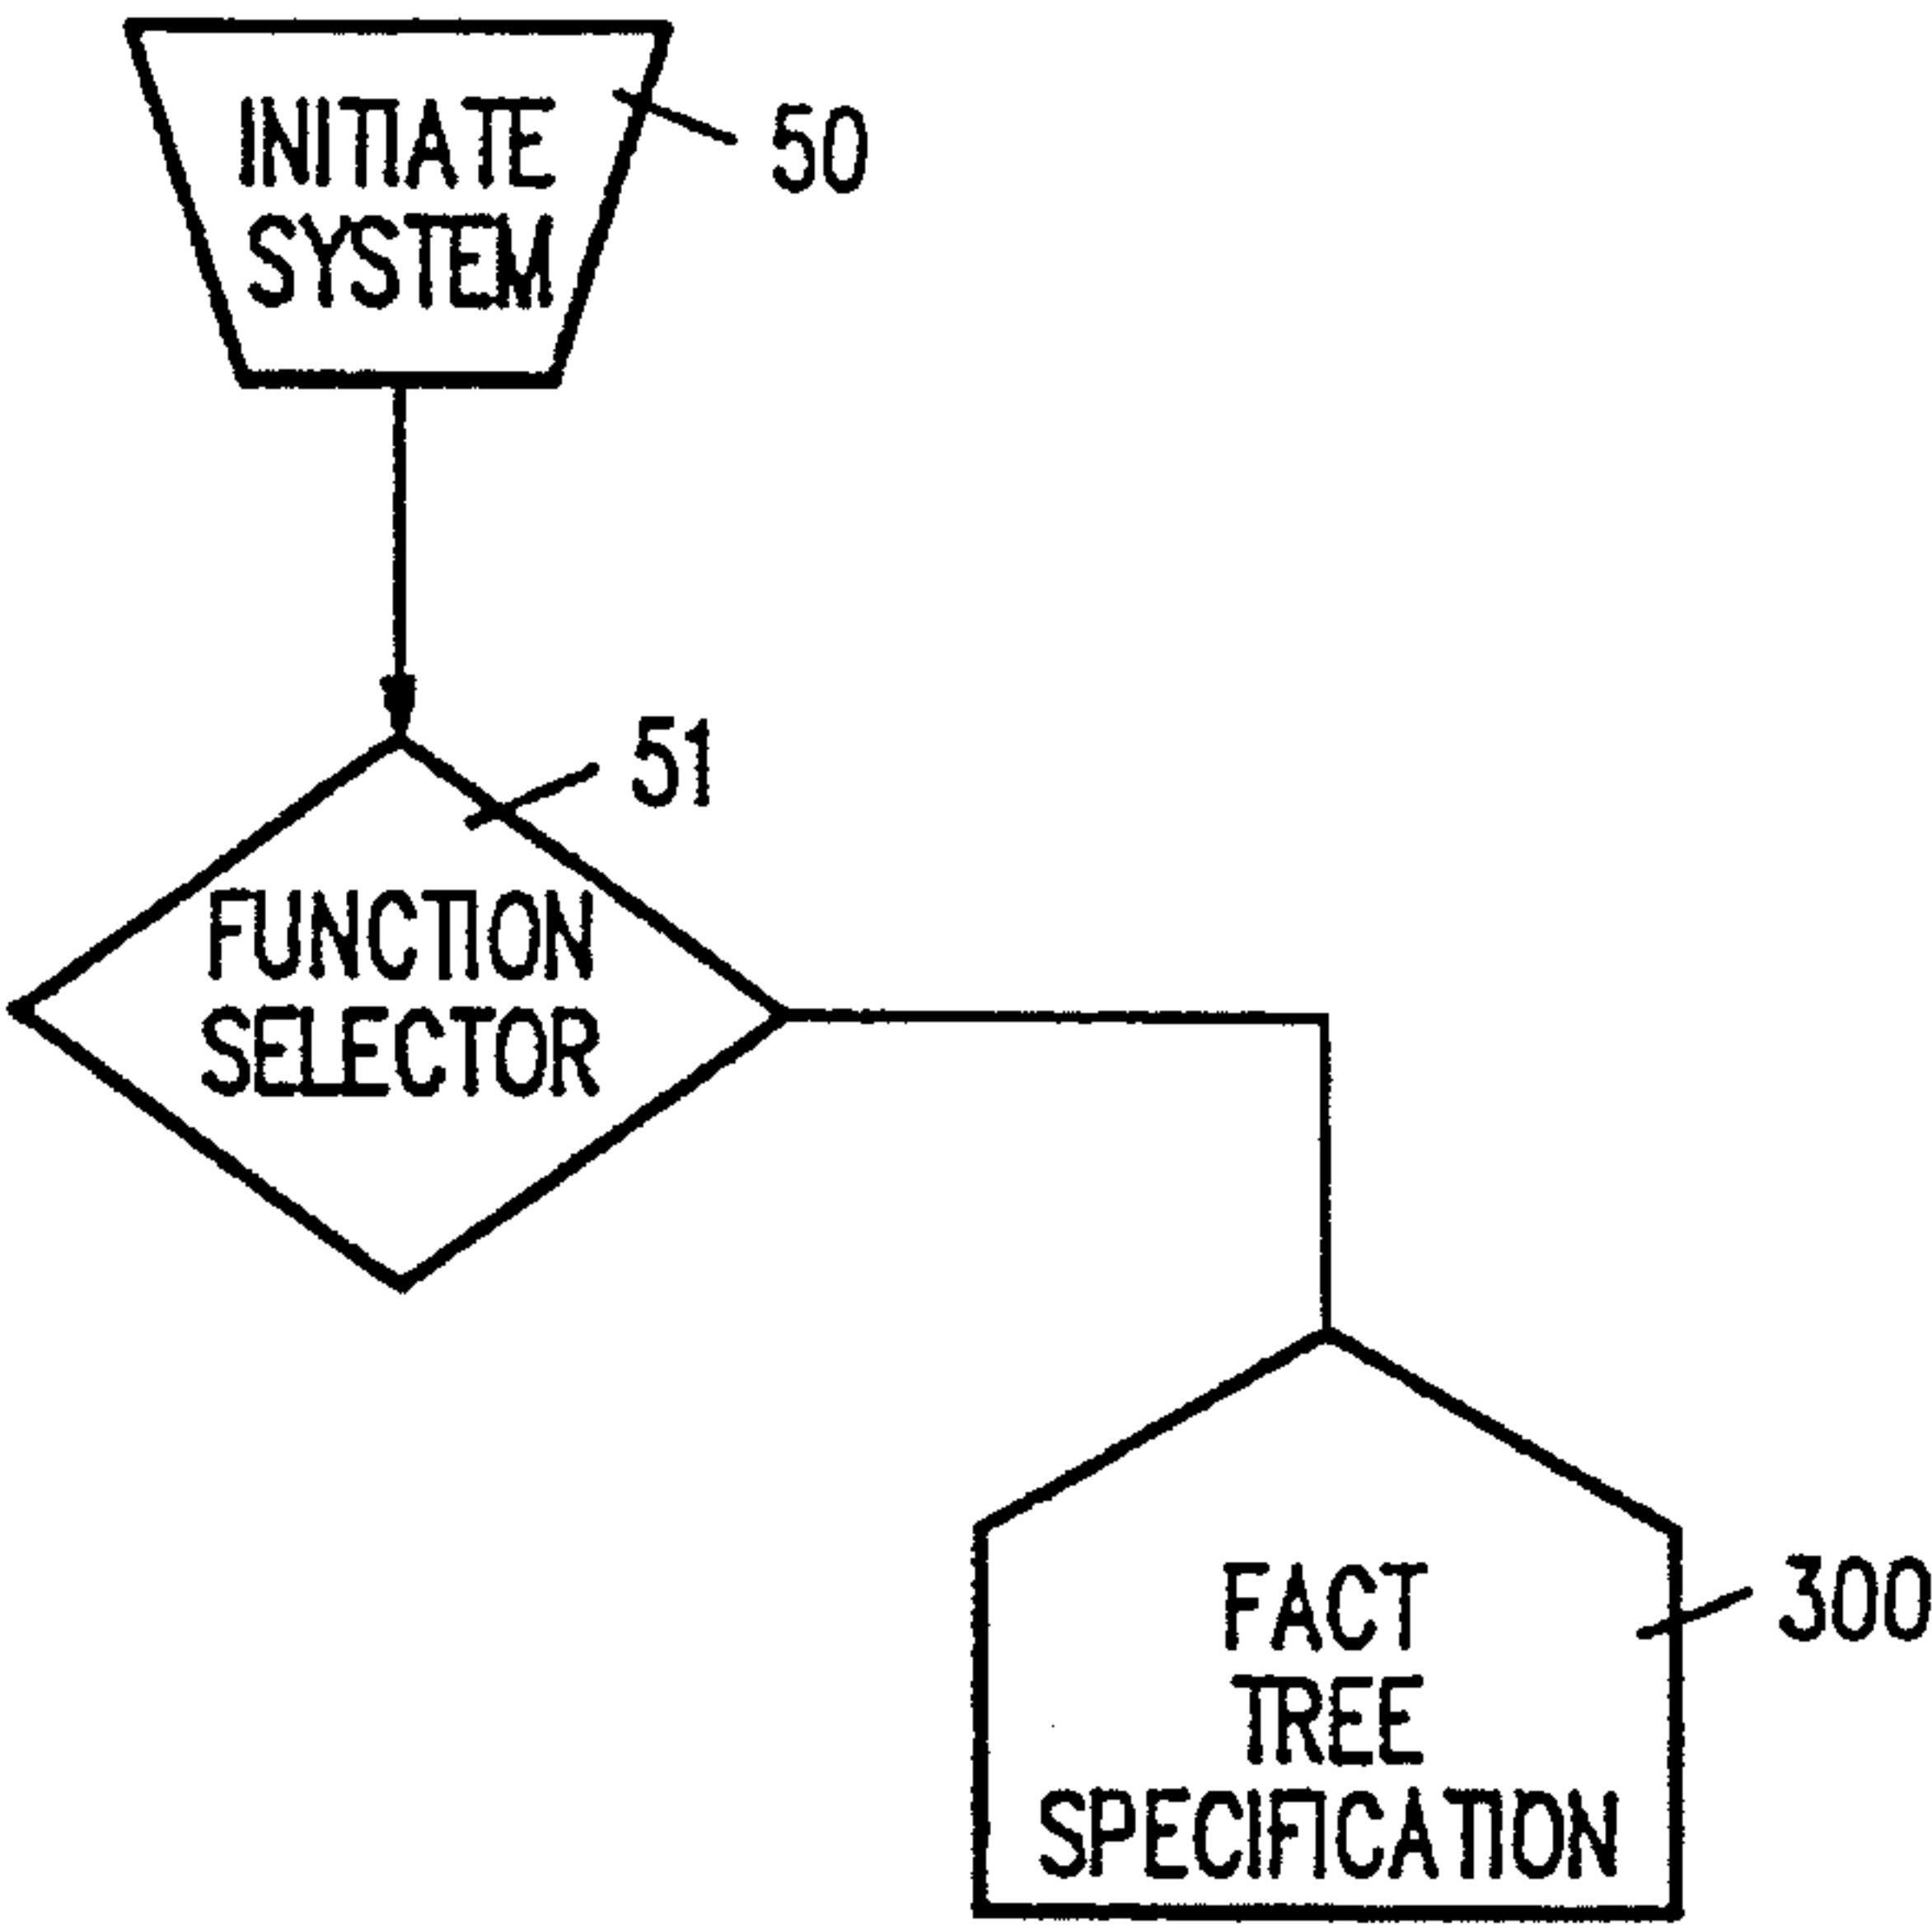 INITIATE
SYSTEM
50
51
FUNCTION
SELECTOR
FACT
TREE
SPECIFICATION
300